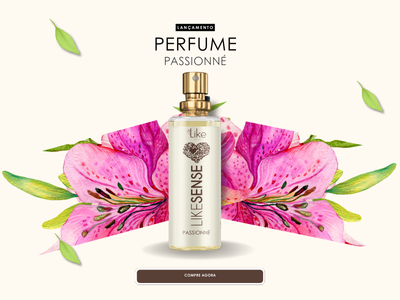 LANÇAMENTO
PERFUME
PASSIONNÉ
Like
LIKESENSE
PASSIONNÉ
COMPRE AGORA